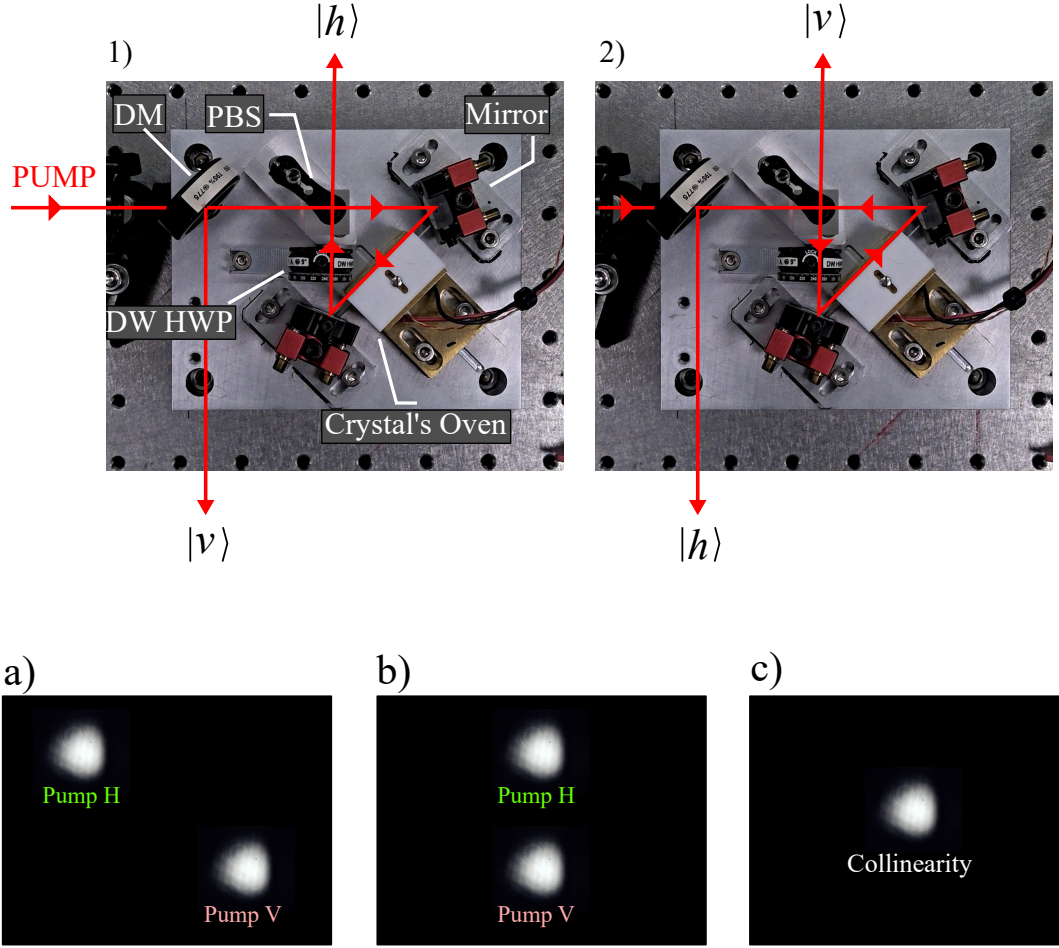 |h⟩
|v⟩
1)
2)
DM
PBS
Mirror
PUMP
DW HWP
Crystal's Oven
|v⟩
|h⟩
a)
b)
c)
Pump H
Pump V
Pump H
Pump V
Collinearity